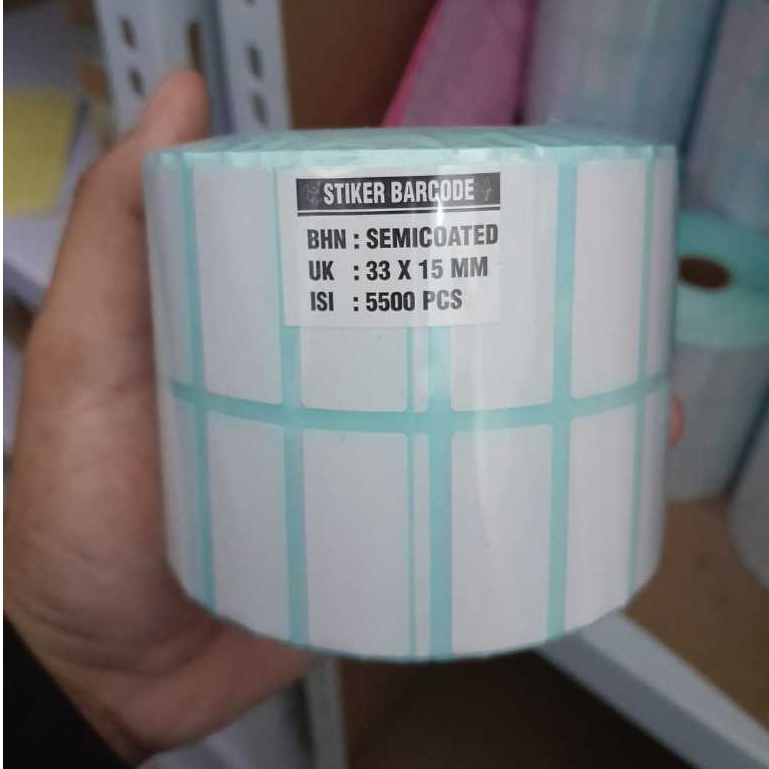 STIKER BARCODE
BHN : SEMICOATED
UK : 33 X 15 MM
ISI : 5500 PCS